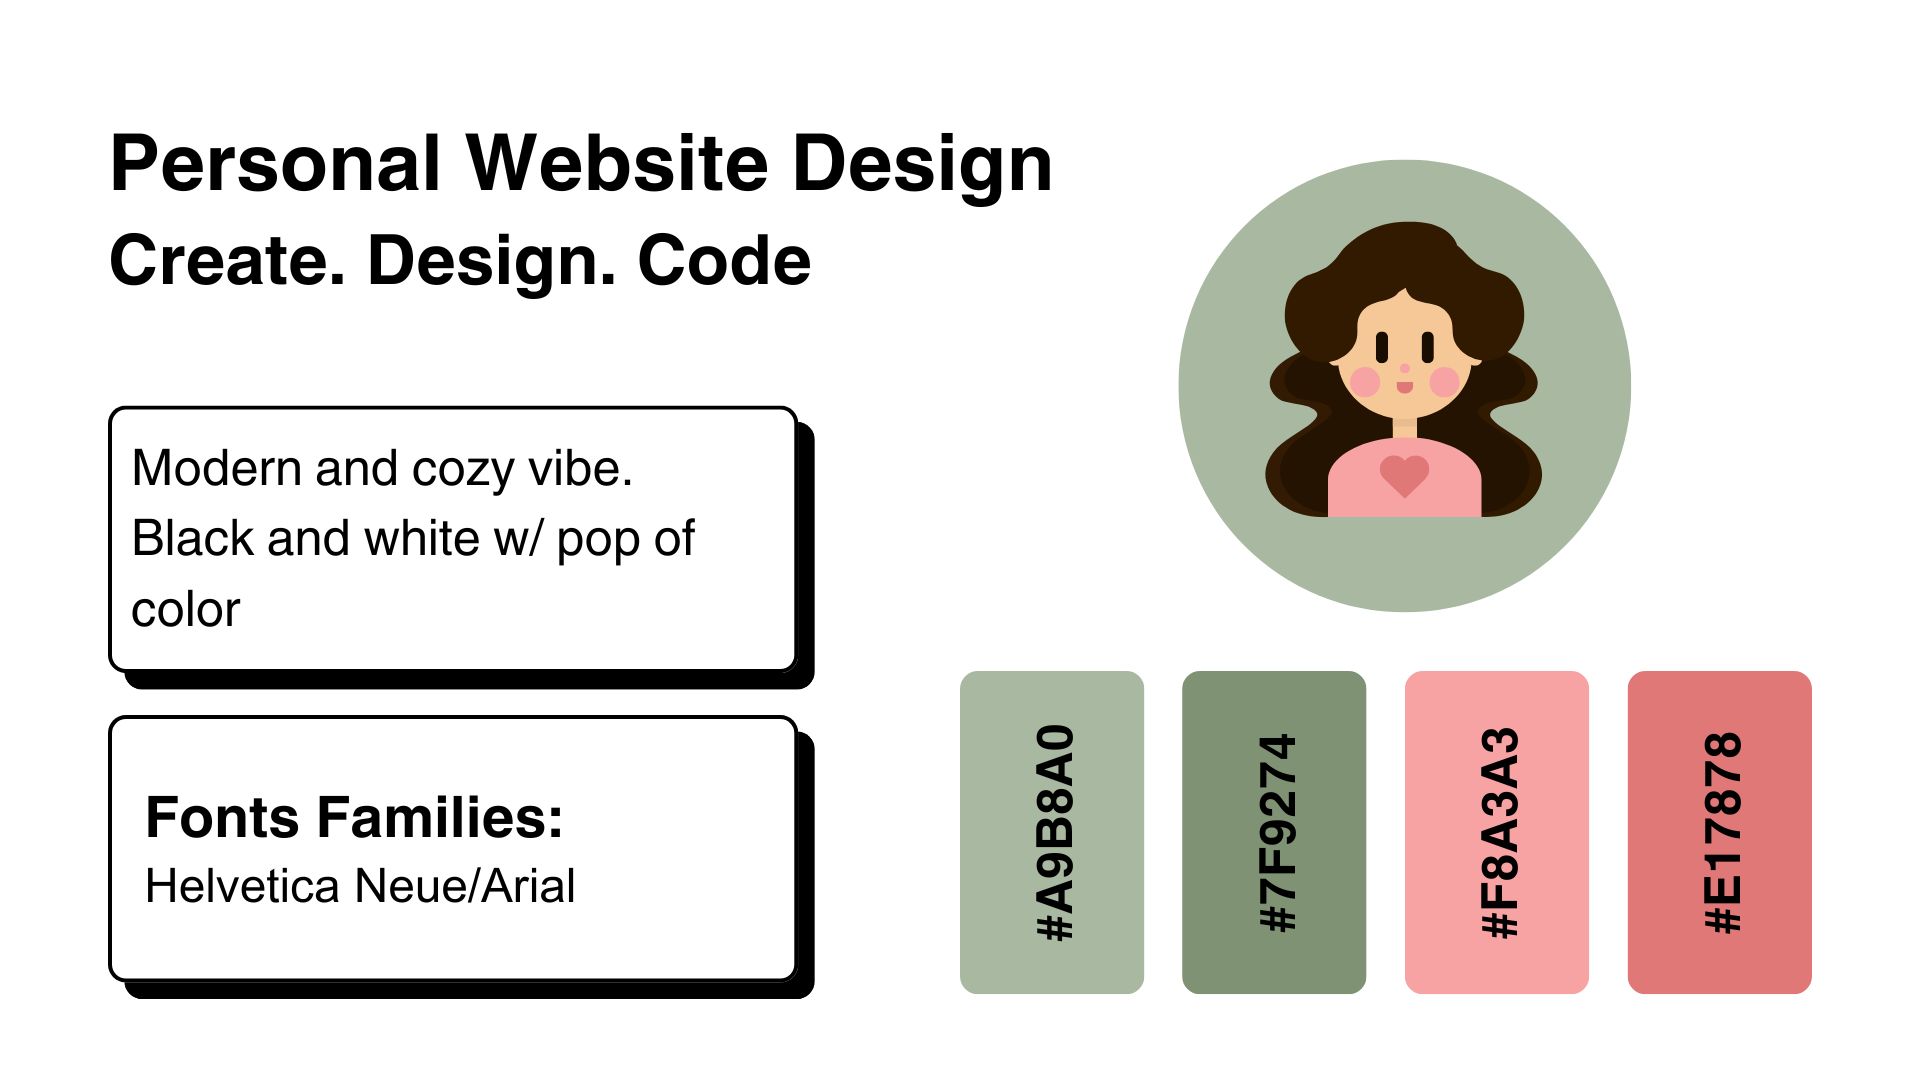 Personal Website Design
Create. Design. Code
Modern and cozy vibe.
Black and white w/ pop of
color
Fonts Families:
Helvetica Neue/Arial
#A9B8A0
#7F9274
#F8A3A3
#E17878